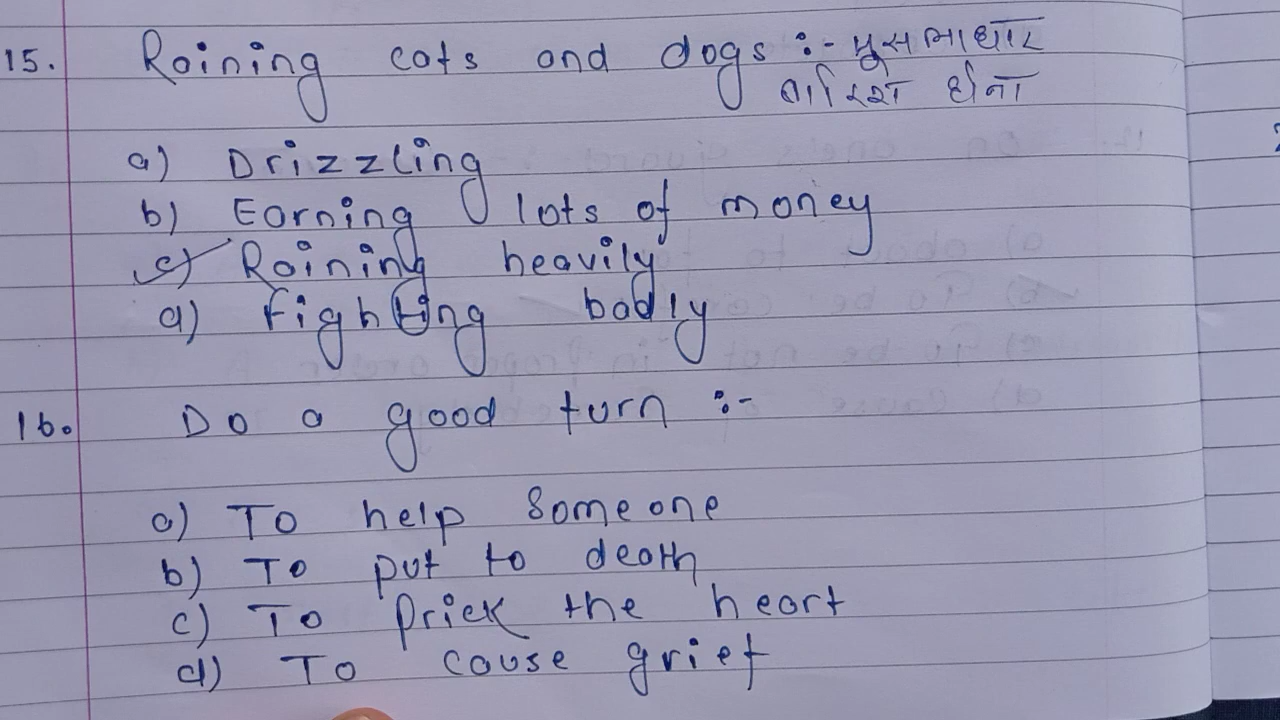 15. Raining cats and dogs :- मुसलाधार
बारिश होना
a) Drizzling
b) Earning lots of money
c) Raining heavily
d) Fighting badly
16. Do a good turn :-
a) To help someone
b) To put to death
c) To prick the heart
d) To cause grief